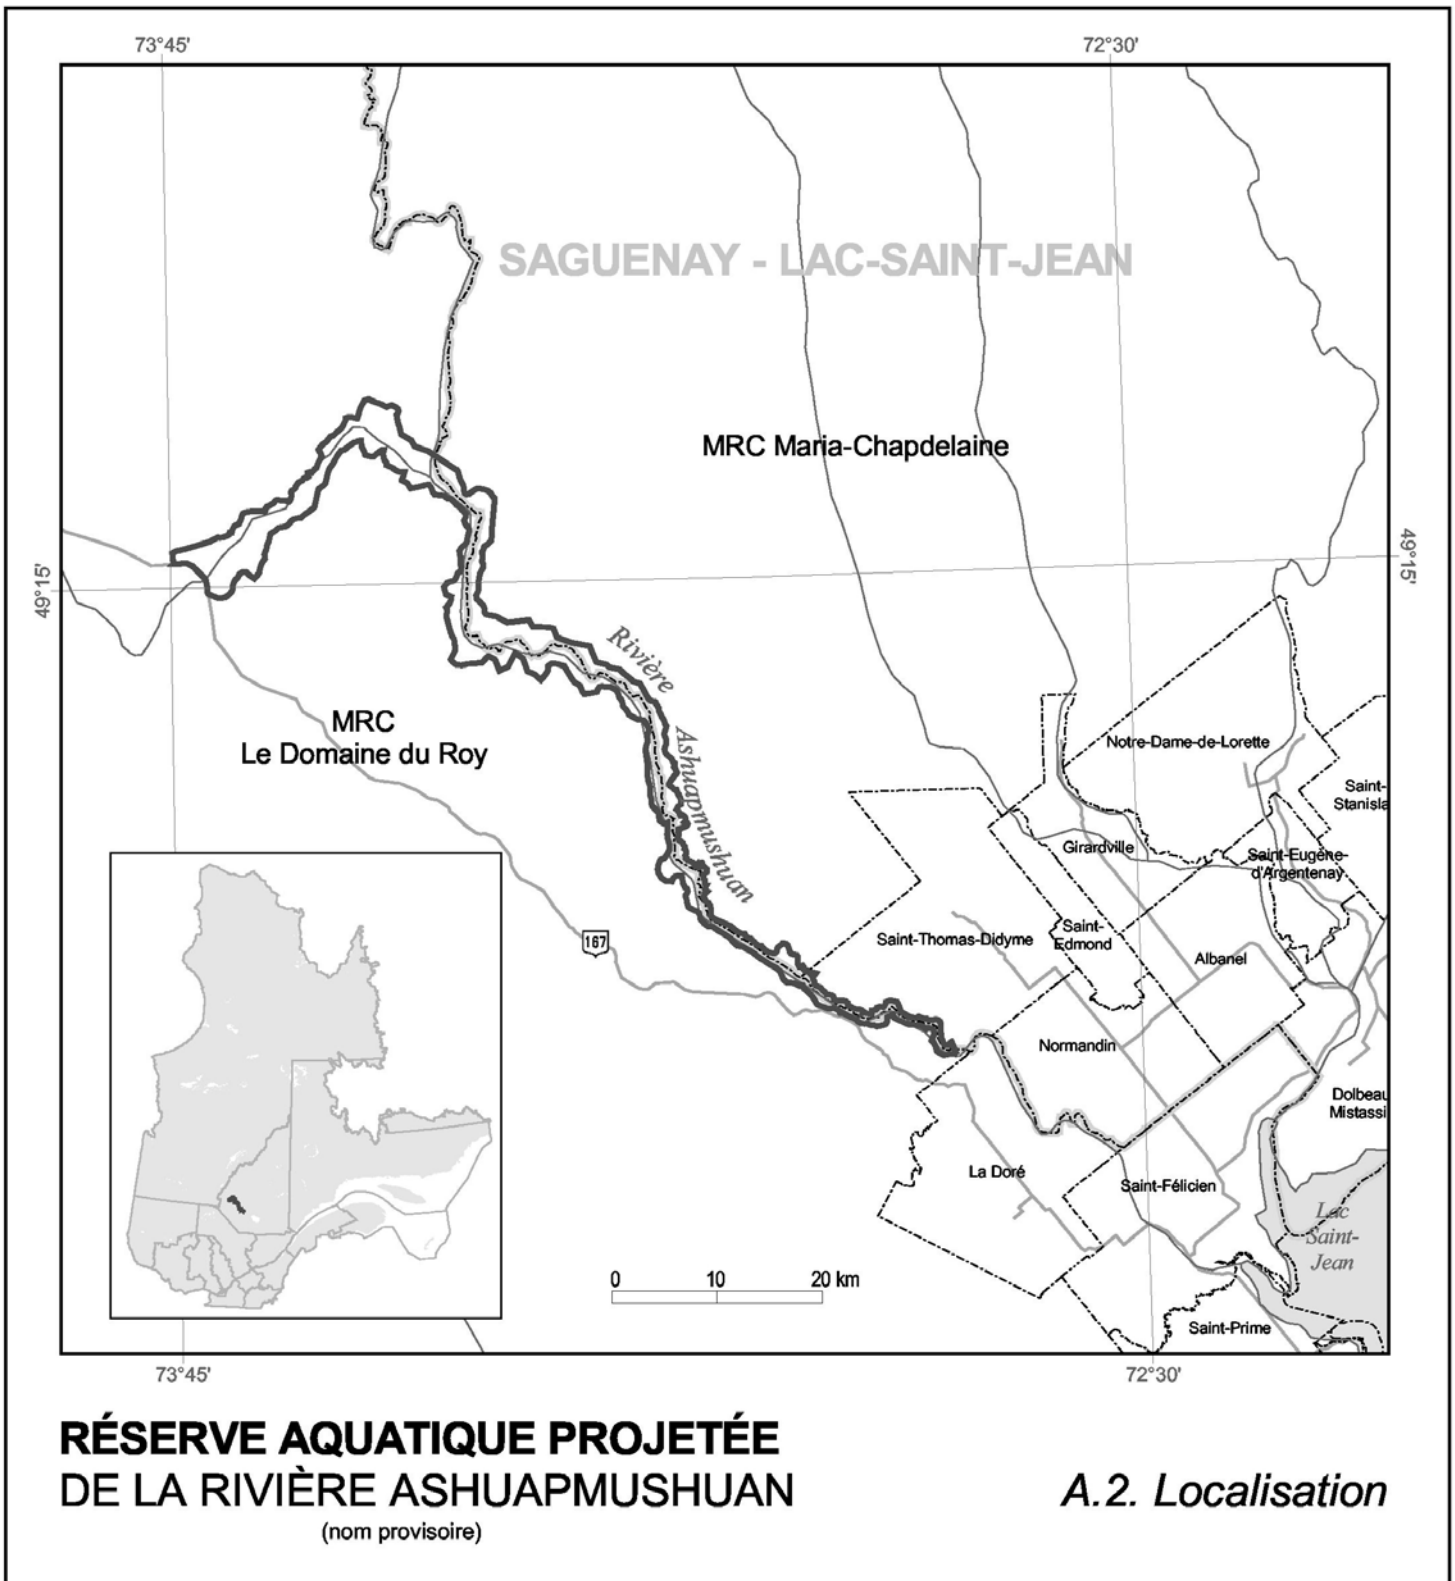 73°45'
72°30'
SAGUENAY - LAC-SAINT-JEAN
MRC Maria-Chapdelaine
49°15'
49°15'
Rivière
Ashuapmushuan
MRC
Le Domaine du Roy
Notre-Dame-de-Lorette
Saint-
Stanisla
Girardville
Saint-Eugène-
d'Argentenay
167
Saint-Thomas-Didyme
Saint-
Edmond
Albanel
Normandin
Dolbeau
Mistassi
La Doré
Saint-Félicien
Lac
Saint-
Jean
0 10 20 km
Saint-Prime
73°45'
72°30'
RÉSERVE AQUATIQUE PROJETÉE
DE LA RIVIÈRE ASHUAPMUSHUAN
(nom provisoire)
A.2. Localisation